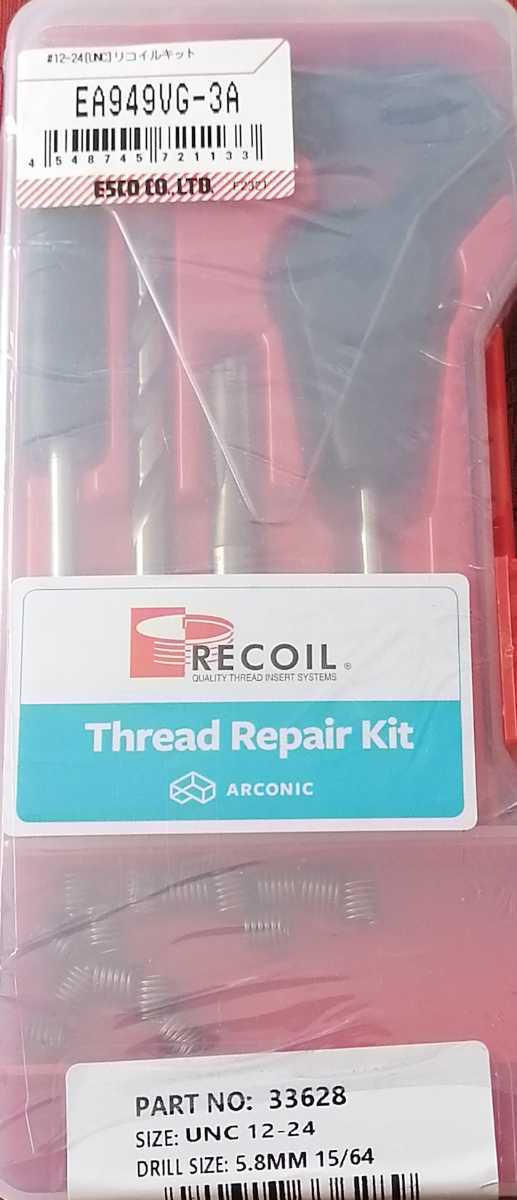 #12-24[UNC]リコイルキット
EA949VG-3A
4 548745 721133
ESCO CO.,LTD.
RECOIL®
QUALITY THREAD INSERT SYSTEMS
Thread Repair Kit
ARCONIC
PART NO: 33628
SIZE: UNC 12-24
DRILL SIZE: 5.8MM 15/64